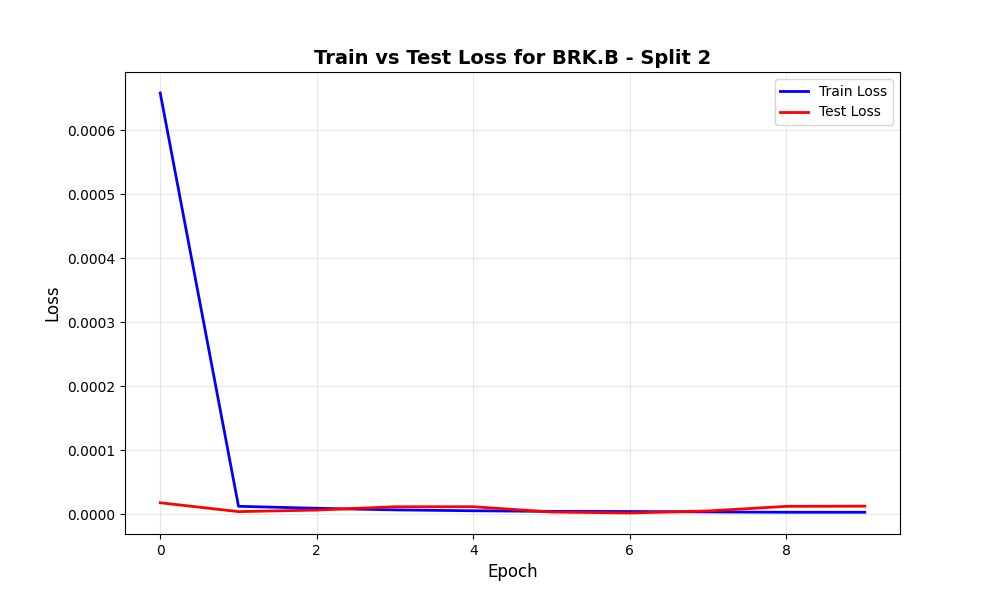 Train vs Test Loss for BRK.B - Split 2
Train Loss
Test Loss
0.0006
0.0005
0.0004
0.0003
0.0002
0.0001
0.0000
Loss
0 2 4 6 8
Epoch